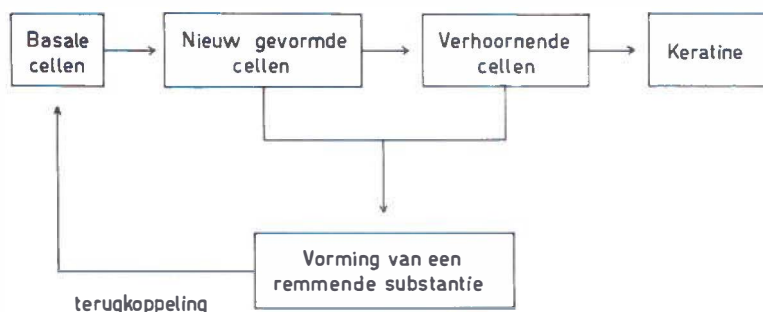 Basale
cellen
Nieuw gevormde
cellen
Verhoornende
cellen
Keratine
Vorming van een
remmende substantie
terugkoppeling